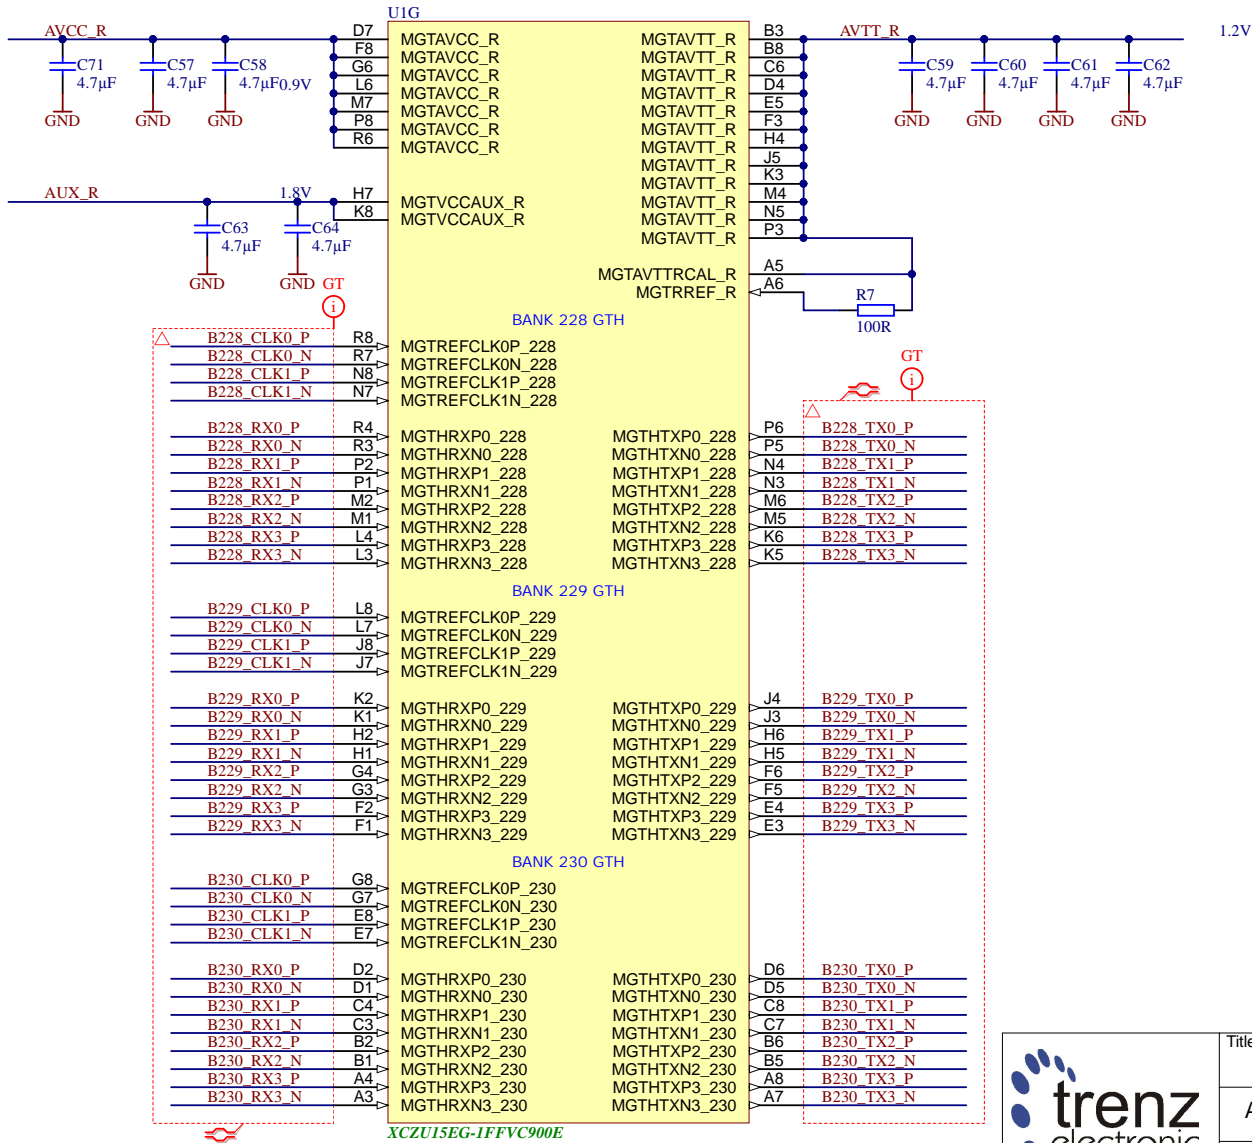 U1G
AVCC_R D7 MGTAVCC_R MGTAVTT_R B3 AVTT_R 1.2V
F8 MGTAVCC_R MGTAVTT_R B8
C71 4.7µF GND
C57 4.7µF GND
C58 4.7µF GND
0.9V
C59 4.7µF GND
C60 4.7µF GND
C61 4.7µF GND
C62 4.7µF GND
G6 MGTAVCC_R MGTAVTT_R C6
L6 MGTAVCC_R MGTAVTT_R D4
M7 MGTAVCC_R MGTAVTT_R E5
P8 MGTAVCC_R MGTAVTT_R F3
R6 MGTAVCC_R MGTAVTT_R H4
MGTAVTT_R J5
MGTAVTT_R K3
AUX_R 1.8V H7 MGTVCCAUX_R MGTAVTT_R M4
K8 MGTVCCAUX_R MGTAVTT_R N5
C63 4.7µF GND
C64 4.7µF GND
MGTAVTT_R P3
MGTAVTTRCAL_R A5
MGTRREF_R A6
R7
100R
GT
i
BANK 228 GTH
B228_CLK0_P R8 MGTREFCLK0P_228
B228_CLK0_N R7 MGTREFCLK0N_228
B228_CLK1_P N8 MGTREFCLK1P_228
B228_CLK1_N N7 MGTREFCLK1N_228
GT
i
B228_RX0_P R4 MGTHRXP0_228 MGTHTXP0_228 P6 B228_TX0_P
B228_RX0_N R3 MGTHRXN0_228 MGTHTXN0_228 P5 B228_TX0_N
B228_RX1_P P2 MGTHRXP1_228 MGTHTXP1_228 N4 B228_TX1_P
B228_RX1_N P1 MGTHRXN1_228 MGTHTXN1_228 N3 B228_TX1_N
B228_RX2_P M2 MGTHRXP2_228 MGTHTXP2_228 M6 B228_TX2_P
B228_RX2_N M1 MGTHRXN2_228 MGTHTXN2_228 M5 B228_TX2_N
B228_RX3_P L4 MGTHRXP3_228 MGTHTXP3_228 K6 B228_TX3_P
B228_RX3_N L3 MGTHRXN3_228 MGTHTXN3_228 K5 B228_TX3_N
BANK 229 GTH
B229_CLK0_P L8 MGTREFCLK0P_229
B229_CLK0_N L7 MGTREFCLK0N_229
B229_CLK1_P J8 MGTREFCLK1P_229
B229_CLK1_N J7 MGTREFCLK1N_229
B229_RX0_P K2 MGTHRXP0_229 MGTHTXP0_229 J4 B229_TX0_P
B229_RX0_N K1 MGTHRXN0_229 MGTHTXN0_229 J3 B229_TX0_N
B229_RX1_P H2 MGTHRXP1_229 MGTHTXP1_229 H6 B229_TX1_P
B229_RX1_N H1 MGTHRXN1_229 MGTHTXN1_229 H5 B229_TX1_N
B229_RX2_P G4 MGTHRXP2_229 MGTHTXP2_229 F6 B229_TX2_P
B229_RX2_N G3 MGTHRXN2_229 MGTHTXN2_229 F5 B229_TX2_N
B229_RX3_P F2 MGTHRXP3_229 MGTHTXP3_229 E4 B229_TX3_P
B229_RX3_N F1 MGTHRXN3_229 MGTHTXN3_229 E3 B229_TX3_N
BANK 230 GTH
B230_CLK0_P G8 MGTREFCLK0P_230
B230_CLK0_N G7 MGTREFCLK0N_230
B230_CLK1_P E8 MGTREFCLK1P_230
B230_CLK1_N E7 MGTREFCLK1N_230
B230_RX0_P D2 MGTHRXP0_230 MGTHTXP0_230 D6 B230_TX0_P
B230_RX0_N D1 MGTHRXN0_230 MGTHTXN0_230 D5 B230_TX0_N
B230_RX1_P C4 MGTHRXP1_230 MGTHTXP1_230 C8 B230_TX1_P
B230_RX1_N C3 MGTHRXN1_230 MGTHTXN1_230 C7 B230_TX1_N
B230_RX2_P B2 MGTHRXP2_230 MGTHTXP2_230 B6 B230_TX2_P
B230_RX2_N B1 MGTHRXN2_230 MGTHTXN2_230 B5 B230_TX2_N
B230_RX3_P A4 MGTHRXP3_230 MGTHTXP3_230 A8 B230_TX3_P
B230_RX3_N A3 MGTHRXN3_230 MGTHTXN3_230 A7 B230_TX3_N
XCZU15EG-1FFVC900E
trenz
electronic
Title
A